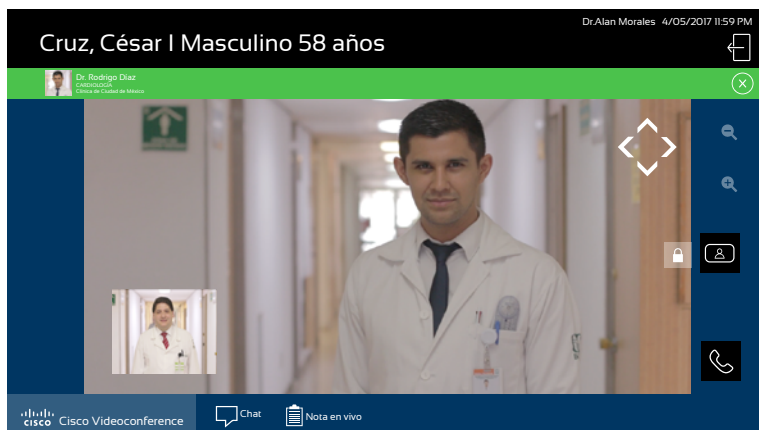 Dr.Alan Morales 4/05/2017 11:59 PM
Cruz, César I Masculino 58 años
Dr. Rodrigo Díaz
CARDIOLOGÍA
Clínica de Ciudad de México
cisco Cisco Videoconference
Chat
Nota en vivo